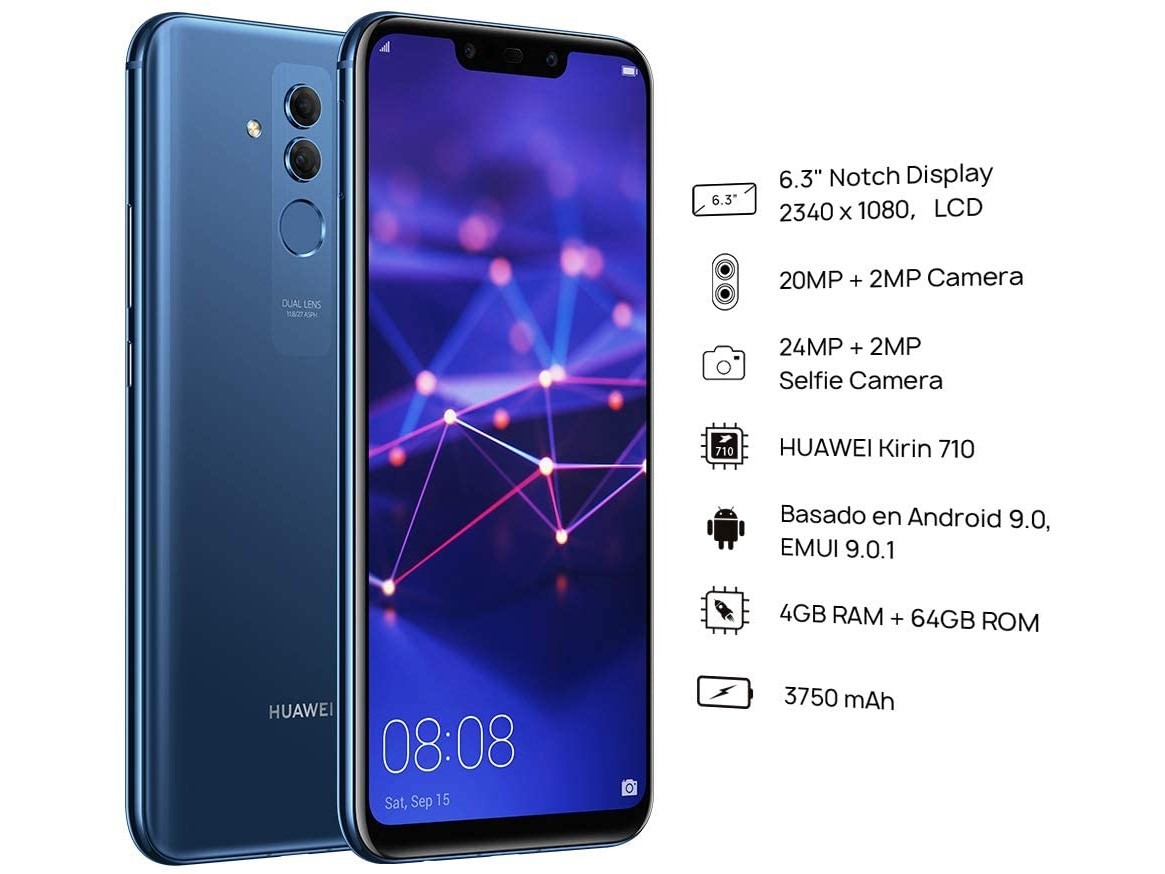 DUAL LENS
HUAWEI
08:08
Sat, Sep 15
6.3"
6.3" Notch Display
2340 x 1080, LCD
20MP + 2MP Camera
24MP + 2MP
Selfie Camera
710
HUAWEI Kirin 710
Basado en Android 9.0,
EMUI 9.0.1
4GB RAM + 64GB ROM
3750 mAh